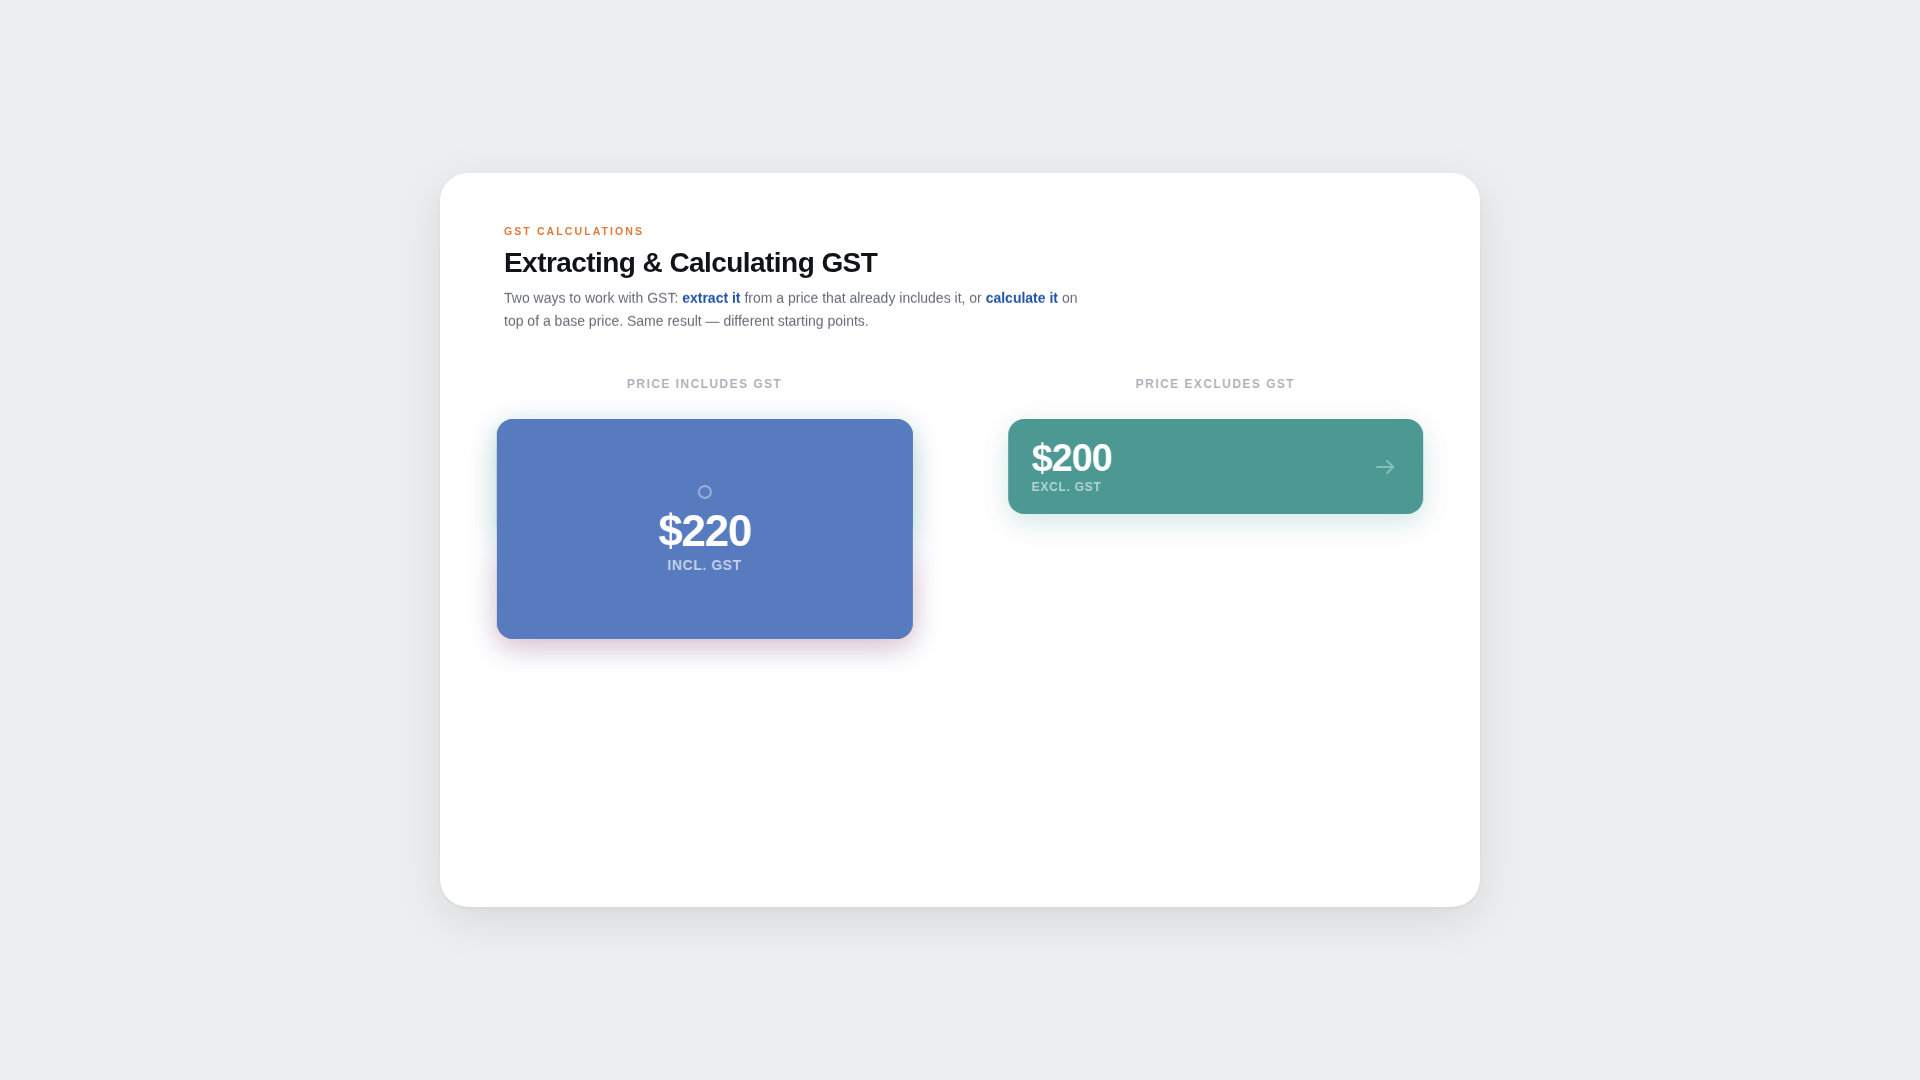 GST CALCULATIONS
Extracting & Calculating GST
Two ways to work with GST: extract it from a price that already includes it, or calculate it on
top of a base price. Same result — different starting points.
PRICE INCLUDES GST
$220
INCL. GST
PRICE EXCLUDES GST
$200
EXCL. GST